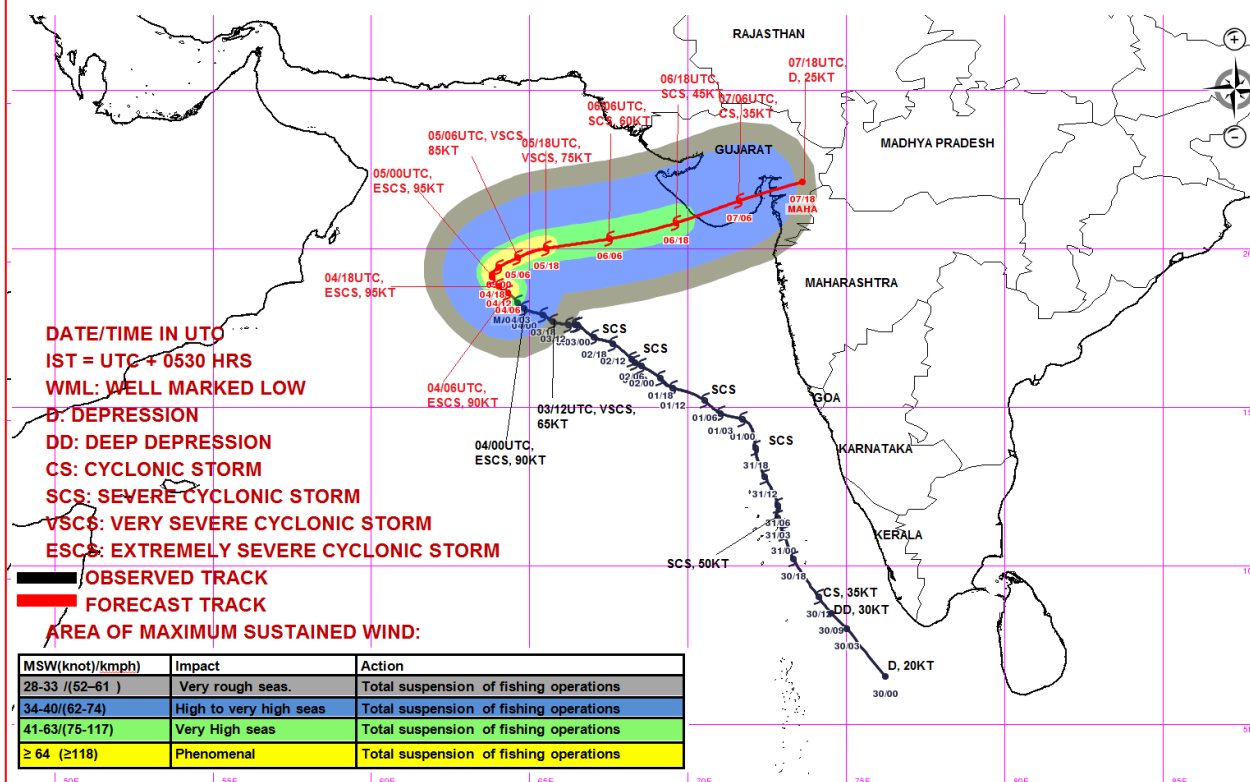 RAJASTHAN
06/18UTC,
SCS, 45KT
07/18UTC,
D, 25KT
06/06UTC,
SCS, 60KT
07/06UTC,
CS, 35KT
05/06UTC, VSCS,
85KT
05/18UTC,
VSCS, 75KT
GUJARAT
MADHYA PRADESH
05/00UTC,
ESCS, 95KT
07/18
MAHA
07/06
06/18
06/06
05/18
05/06
20
04/18UTC,
ESCS, 95KT
MAHARASHTRA
04/18
04/12
04/06
04/03
04/00
03/18
03/12
03/00
SCS
02/18
02/12
SCS
02/06
02/00
01/18
01/12
SCS
01/06
01/03
01/00
SCS
DATE/TIME IN UTC
IST = UTC + 0530 HRS
WML: WELL MARKED LOW
D: DEPRESSION
DD: DEEP DEPRESSION
CS: CYCLONIC STORM
SCS: SEVERE CYCLONIC STORM
VSCS: VERY SEVERE CYCLONIC STORM
ESCS: EXTREMELY SEVERE CYCLONIC STORM
OBSERVED TRACK
FORECAST TRACK
AREA OF MAXIMUM SUSTAINED WIND:
04/06UTC,
ESCS, 90KT
03/12UTC, VSCS,
65KT
04/00UTC,
ESCS, 90KT
GOA
15
KARNATAKA
31/18
31/12
31/06
31/03
31/00
KERALA
SCS, 50KT
10
30/18
CS, 35KT
30/12
DD, 30KT
30/09
30/03
D, 20KT
30/00
5
MSW(knot)/kmph) Impact Action
28-33 /(52–61 ) Very rough seas. Total suspension of fishing operations
34-40/(62-74) High to very high seas Total suspension of fishing operations
41-63/(75-117) Very High seas Total suspension of fishing operations
≥ 64 (≥118) Phenomenal Total suspension of fishing operations
50E 60E 65E 70E 75E 80E 85E